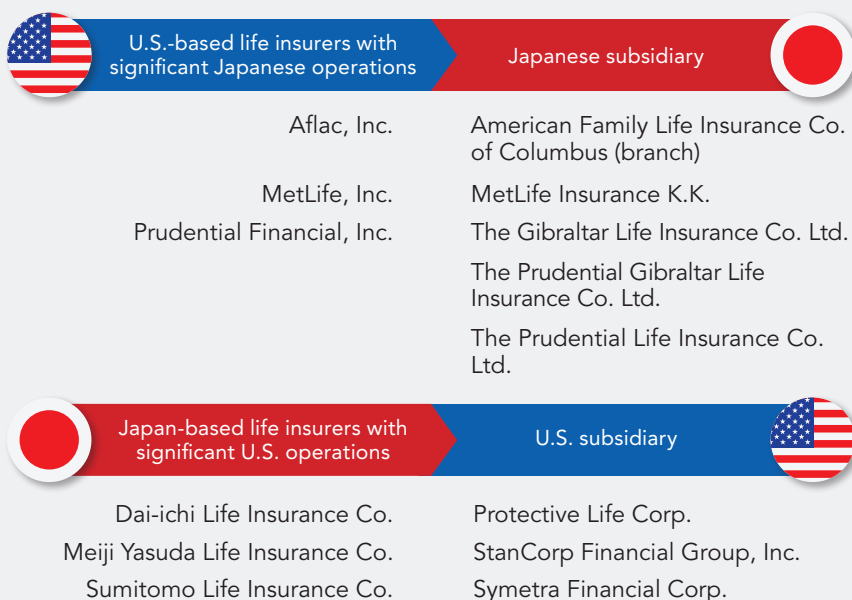 U.S.-based life insurers with
significant Japanese operations
Japanese subsidiary
Aflac, Inc.
American Family Life Insurance Co.
of Columbus (branch)
MetLife, Inc.
MetLife Insurance K.K.
Prudential Financial, Inc.
The Gibraltar Life Insurance Co. Ltd.
The Prudential Gibraltar Life
Insurance Co. Ltd.
The Prudential Life Insurance Co.
Ltd.
Japan-based life insurers with
significant U.S. operations
U.S. subsidiary
Dai-ichi Life Insurance Co.
Protective Life Corp.
Meiji Yasuda Life Insurance Co.
StanCorp Financial Group, Inc.
Sumitomo Life Insurance Co.
Symetra Financial Corp.